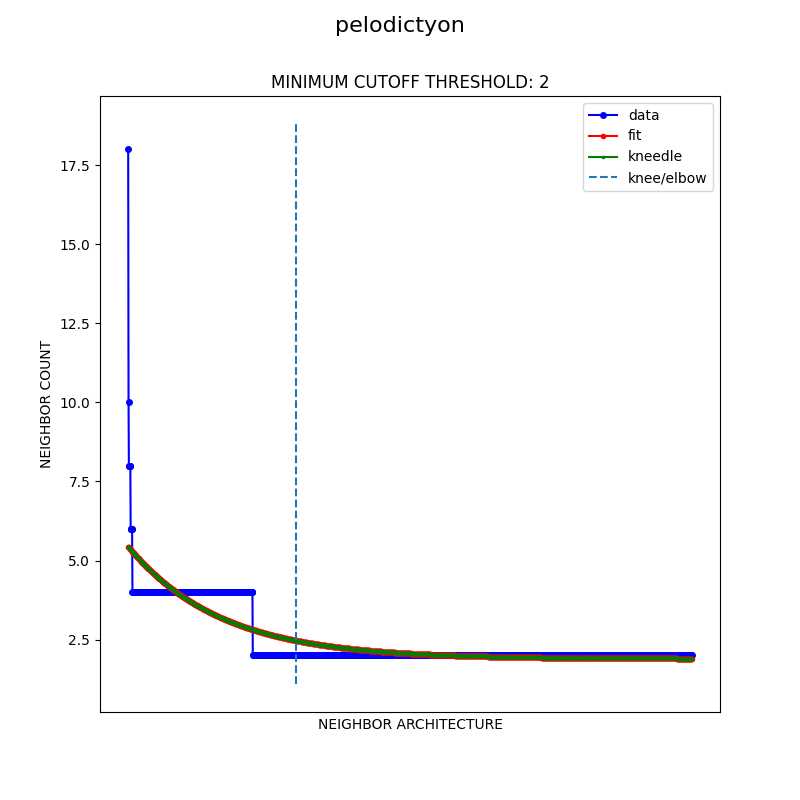 pelodictyon
MINIMUM CUTOFF THRESHOLD: 2
data
fit
kneedle
knee/elbow
17.5
15.0
12.5
10.0
7.5
5.0
2.5
NEIGHBOR COUNT
NEIGHBOR ARCHITECTURE